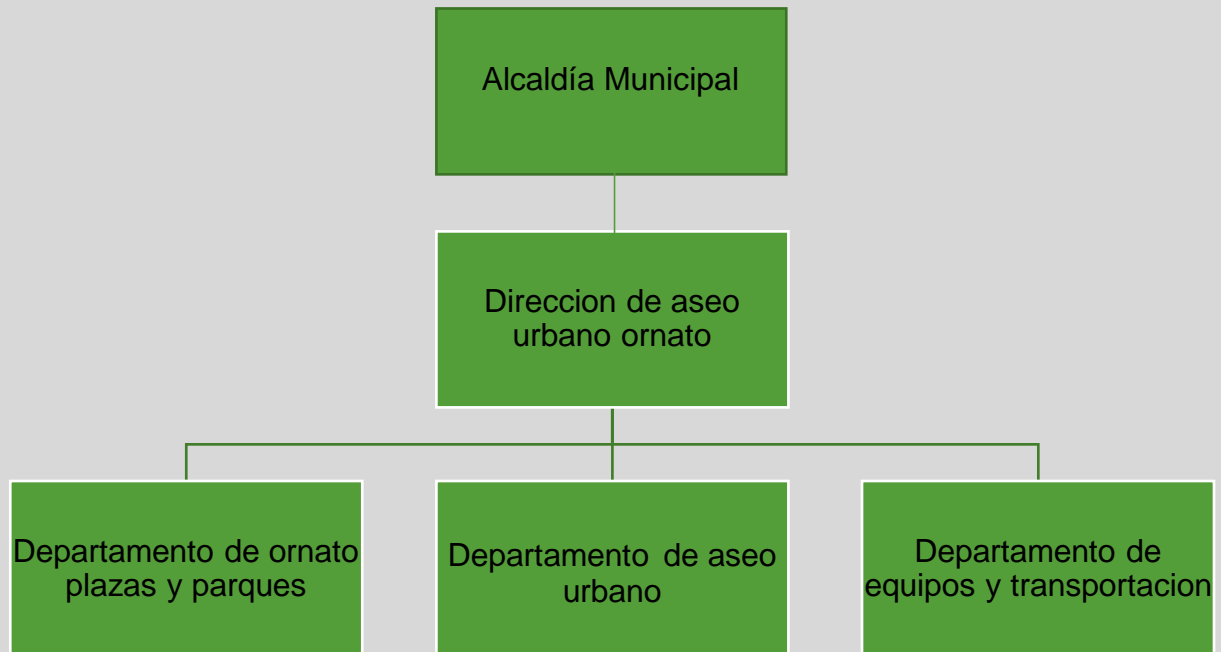 Alcaldía Municipal
Direccion de aseo
urbano ornato
Departamento de ornato
plazas y parques
Departamento de aseo
urbano
Departamento de
equipos y transportacion